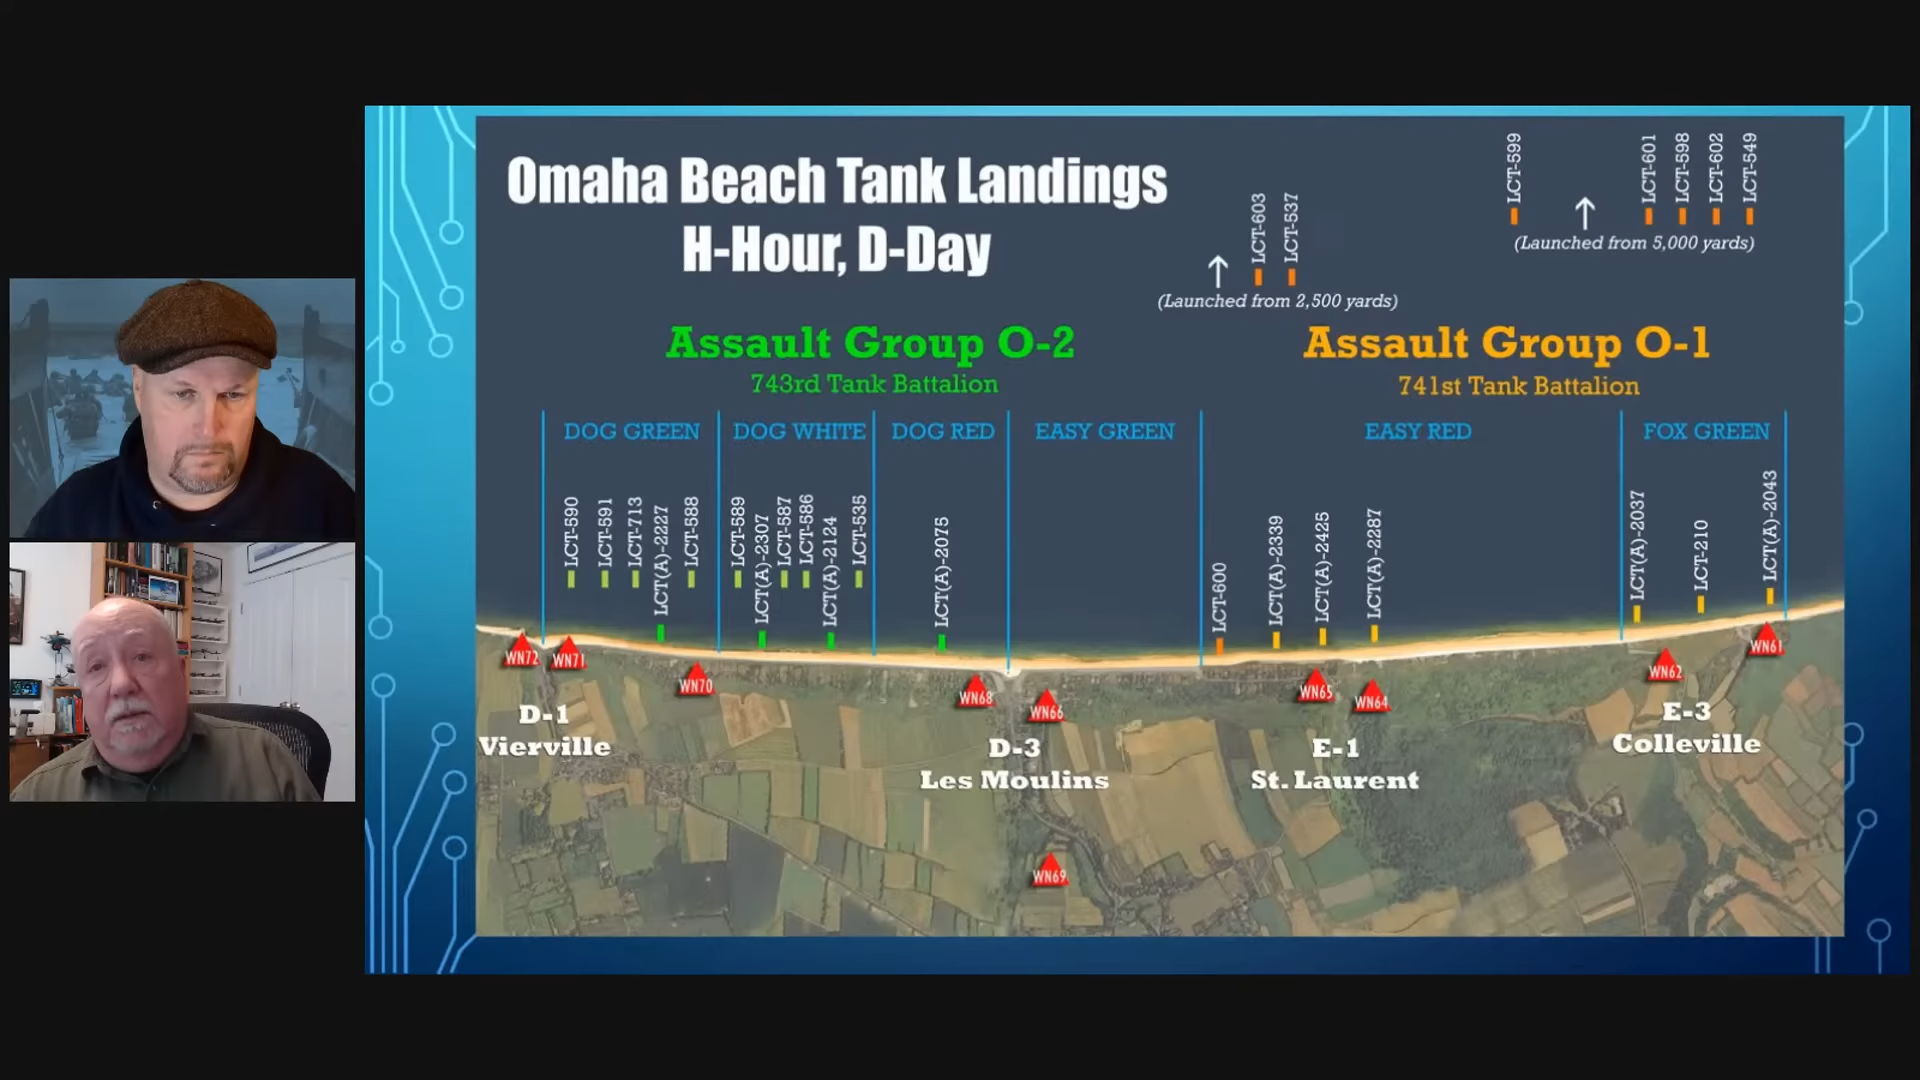 Omaha Beach Tank Landings
H-Hour, D-Day
LCT-603
LCT-537
(Launched from 2,500 yards)
LCT-599
LCT-601
LCT-598
LCT-602
LCT-549
(Launched from 5,000 yards)
Assault Group O-2
743rd Tank Battalion
Assault Group O-1
741st Tank Battalion
DOG GREEN
DOG WHITE
DOG RED
EASY GREEN
EASY RED
FOX GREEN
LCT-590
LCT-591
LCT-713
LCT(A)-2227
LCT-588
LCT-589
LCT(A)-2307
LCT-587
LCT-586
LCT(A)-2124
LCT-535
LCT(A)-2075
LCT-600
LCT(A)-2339
LCT(A)-2425
LCT(A)-2287
LCT(A)-2037
LCT-210
LCT(A)-2043
WN72
WN71
WN70
WN68
WN66
WN65
WN64
WN62
WN61
D-1
Vierville
D-3
Les Moulins
E-1
St. Laurent
E-3
Colleville
WN69